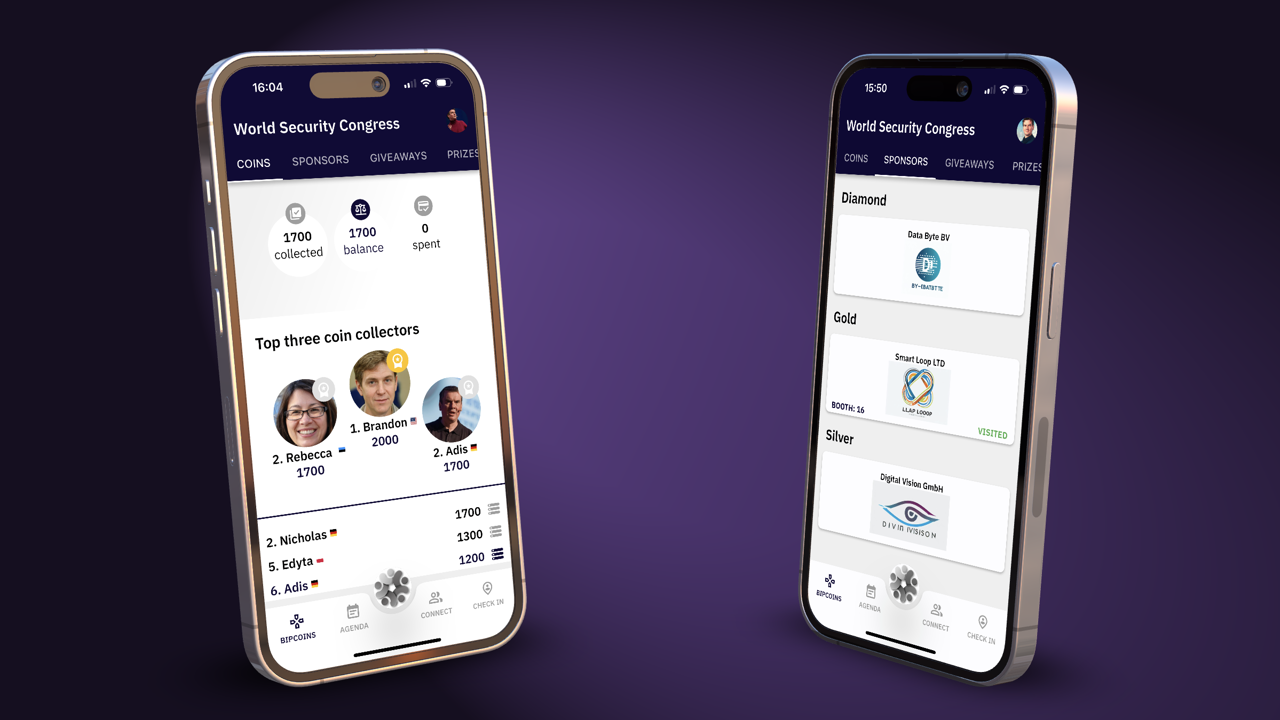 16:04
World Security Congress
COINS SPONSORS GIVEAWAYS PRIZES
1700 collected
1700 balance
0 spent
Top three coin collectors
1. Brandon
2000
2. Rebecca
1700
2. Adis
1700
2. Nicholas 1700
5. Edyta 1300
6. Adis 1200
BIPCOINS AGENDA CONNECT CHECK IN
15:50
World Security Congress
COINS SPONSORS GIVEAWAYS PRIZES
Diamond
Data Byte BV
D
BY-EBATBTTE
Gold
Smart Loop LTD
LLAP LOOOP
BOOTH: 16
VISITED
Silver
Digital Vision GmbH
DIVIN IVISISON
BIPCOINS AGENDA CONNECT CHECK IN